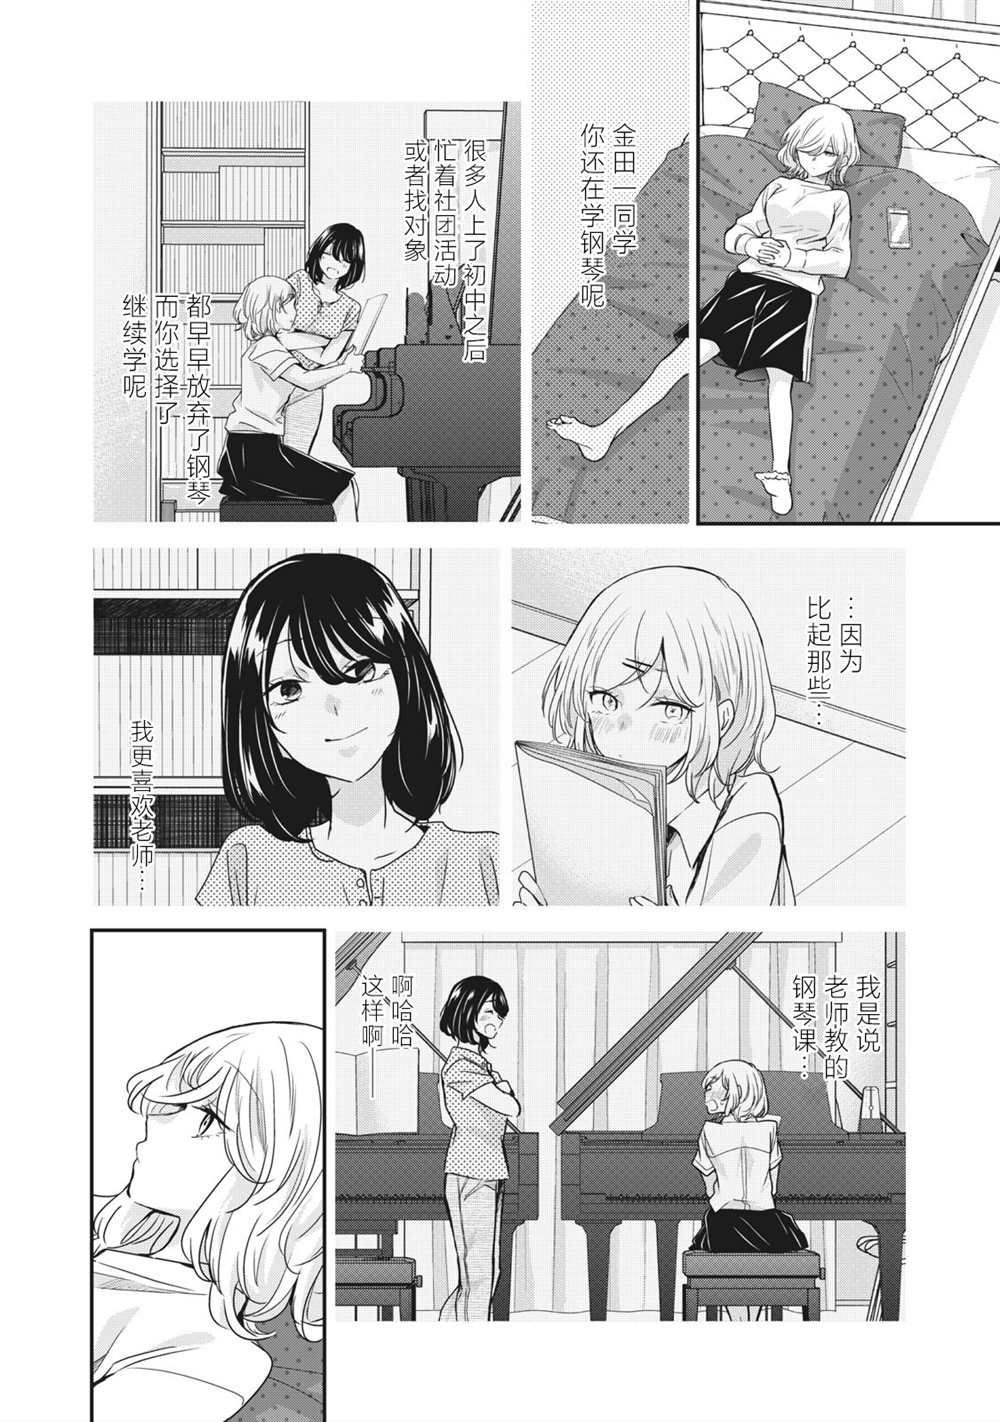 金田一同学
你还在学钢琴呢
很多人上了初中之后
忙着社团活动
或者找对象
都早早放弃了钢琴
而你选择了
继续学呢
…因为
比起那些…
我更喜欢老师…
我是说
老师教的
钢琴课…
啊哈哈
这样啊——